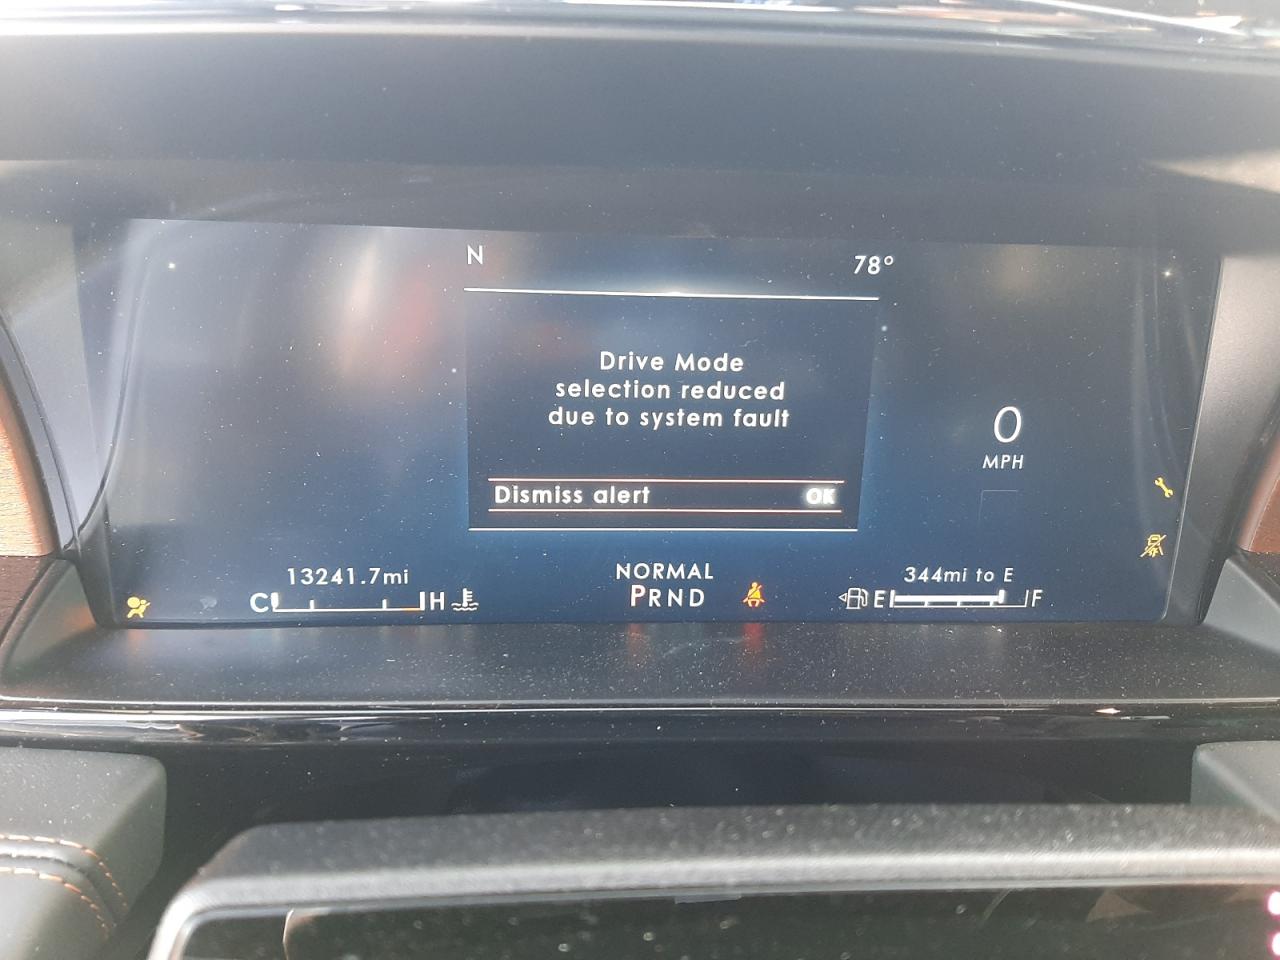 N
78°
Drive Mode
selection reduced
due to system fault
Dismiss alert OK
0
MPH
13241.7mi
C H
NORMAL
PRND
344mi to E
E F